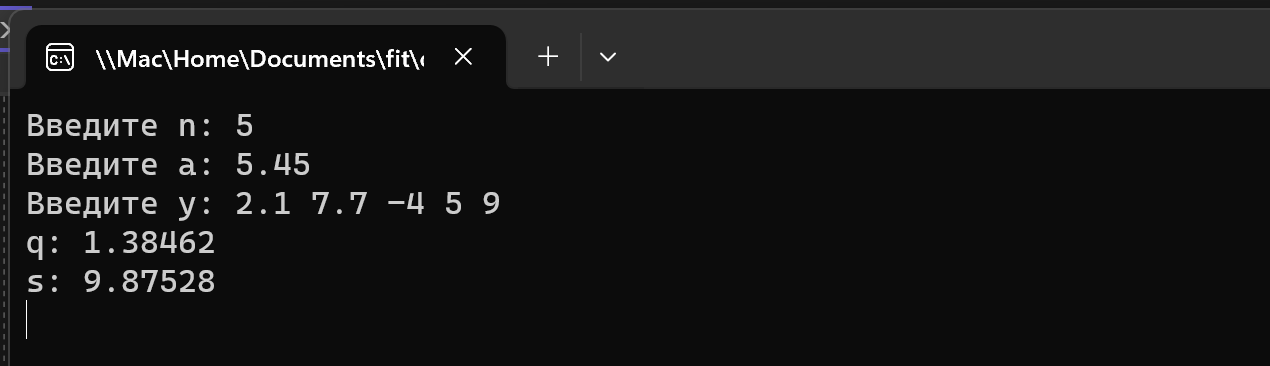 \\Mac\Home\Documents\fit\
Введите n: 5
Введите a: 5.45
Введите y: 2.1 7.7 -4 5 9
q: 1.38462
s: 9.87528